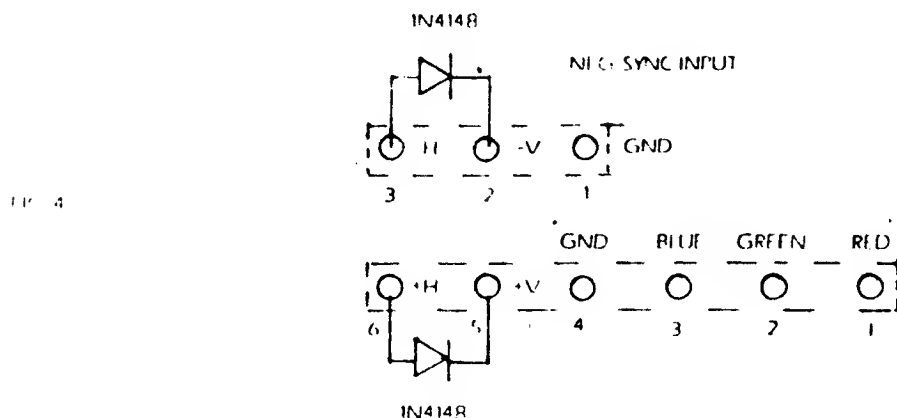 1N4148
NEG SYNC INPUT
-H -V GND
3 2 1
4
GND BLUE GREEN RED
+H +V
6 5 4 3 2 1
1N4148